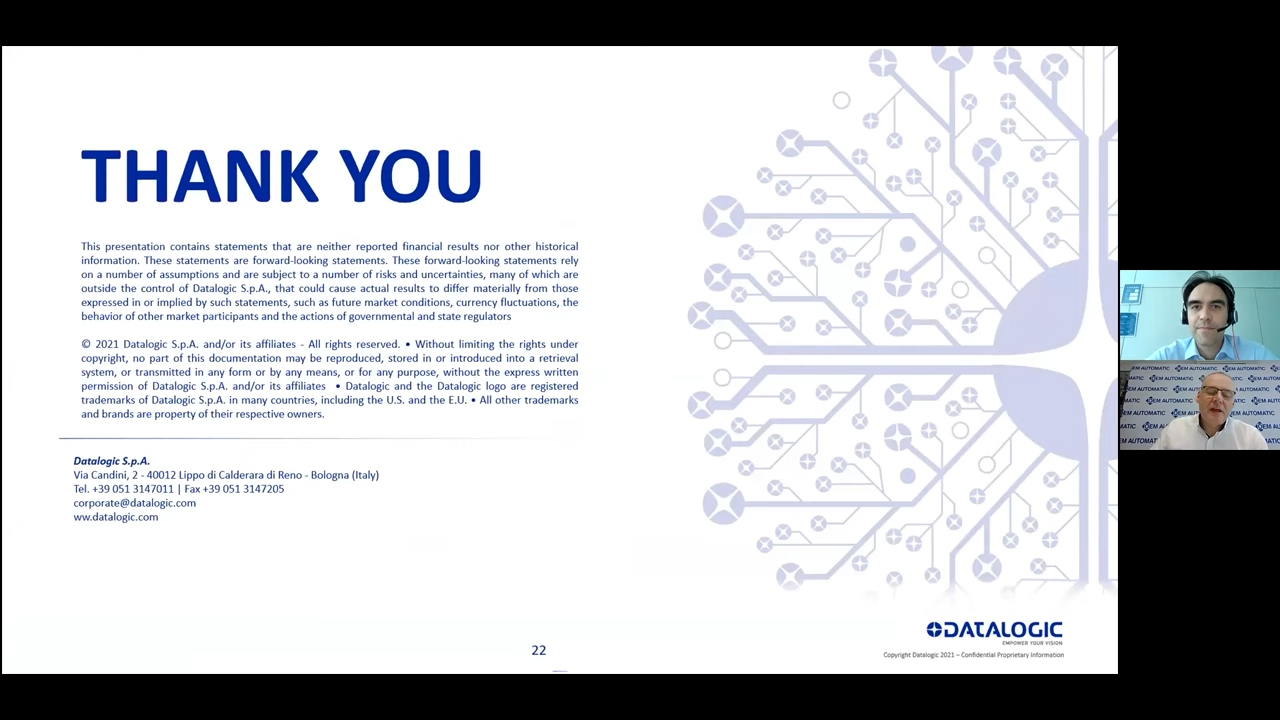 THANK YOU
This presentation contains statements that are neither reported financial results nor other historical
information. These statements are forward-looking statements. These forward-looking statements rely
on a number of assumptions and are subject to a number of risks and uncertainties, many of which are
outside the control of Datalogic S.p.A., that could cause actual results to differ materially from those
expressed in or implied by such statements, such as future market conditions, currency fluctuations, the
behavior of other market participants and the actions of governmental and state regulators
© 2021 Datalogic S.p.A. and/or its affiliates - All rights reserved. • Without limiting the rights under
copyright, no part of this documentation may be reproduced, stored in or introduced into a retrieval
system, or transmitted in any form or by any means, or for any purpose, without the express written
permission of Datalogic S.p.A. and/or its affiliates • Datalogic and the Datalogic logo are registered
trademarks of Datalogic S.p.A. in many countries, including the U.S. and the E.U. • All other trademarks
and brands are property of their respective owners.
Datalogic S.p.A.
Via Candini, 2 - 40012 Lippo di Calderara di Reno - Bologna (Italy)
Tel. +39 051 3147011 | Fax +39 051 3147205
corporate@datalogic.com
ww.datalogic.com
22
DATALOGIC
EMPOWER YOUR VISION
Copyright Datalogic 2021 – Confidential Proprietary Information
OEM AUTOMATIC